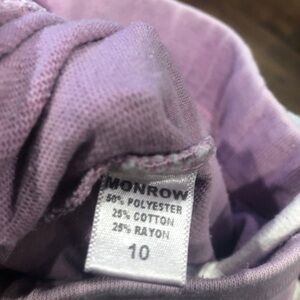 MONROW
50% POLYESTER
25% COTTON
25% RAYON
10